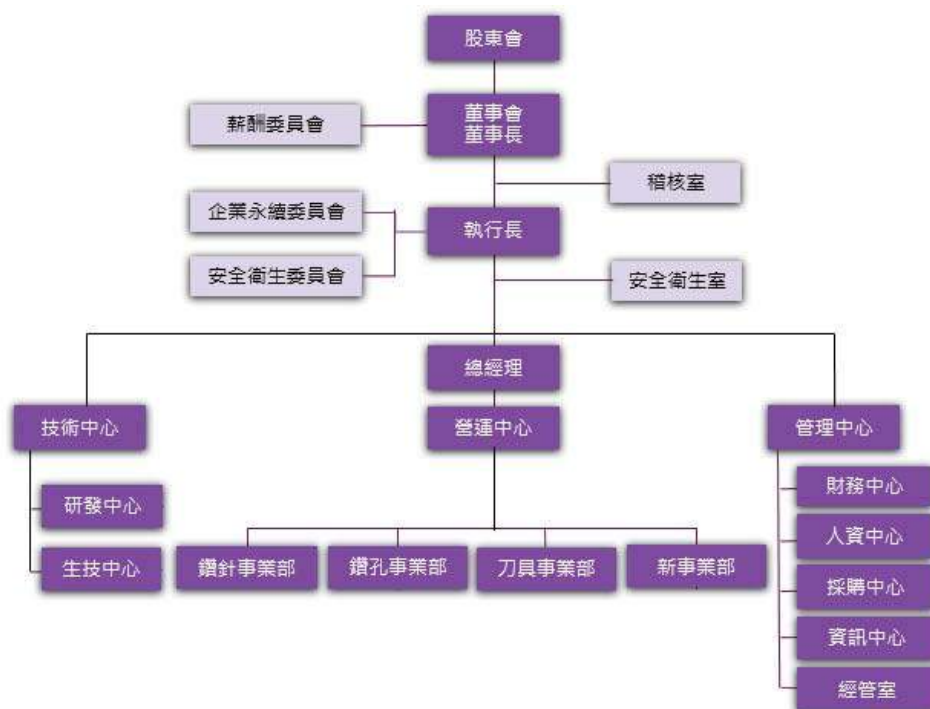 股東會
董事會
董事長
薪酬委員會
稽核室
企業永續委員會
執行長
安全衛生委員會
安全衛生室
總經理
技術中心
營運中心
管理中心
研發中心
生技中心
鑽針事業部
鑽孔事業部
刀具事業部
新事業部
財務中心
人資中心
採購中心
資訊中心
經管室